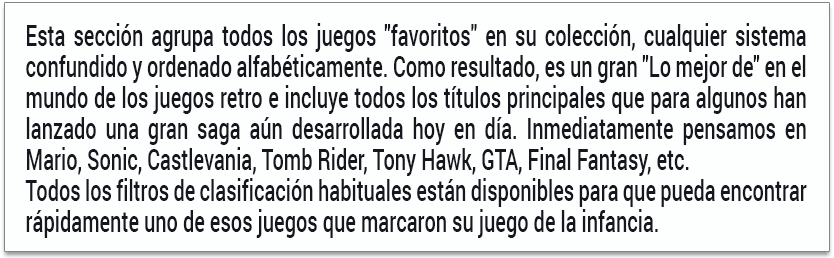 Esta sección agrupa todos los juegos "favoritos" en su colección, cualquier sistema
confundido y ordenado alfabéticamente. Como resultado, es un gran "Lo mejor de" en el
mundo de los juegos retro e incluye todos los títulos principales que para algunos han
lanzado una gran saga aún desarrollada hoy en día. Inmediatamente pensamos en
Mario, Sonic, Castlevania, Tomb Rider, Tony Hawk, GTA, Final Fantasy, etc.
Todos los filtros de clasificación habituales están disponibles para que pueda encontrar
rápidamente uno de esos juegos que marcaron su juego de la infancia.